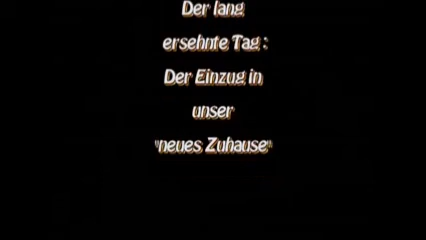 Der lang
ersehnte Tag :
Der Einzug in
unser
"neues Zuhause"